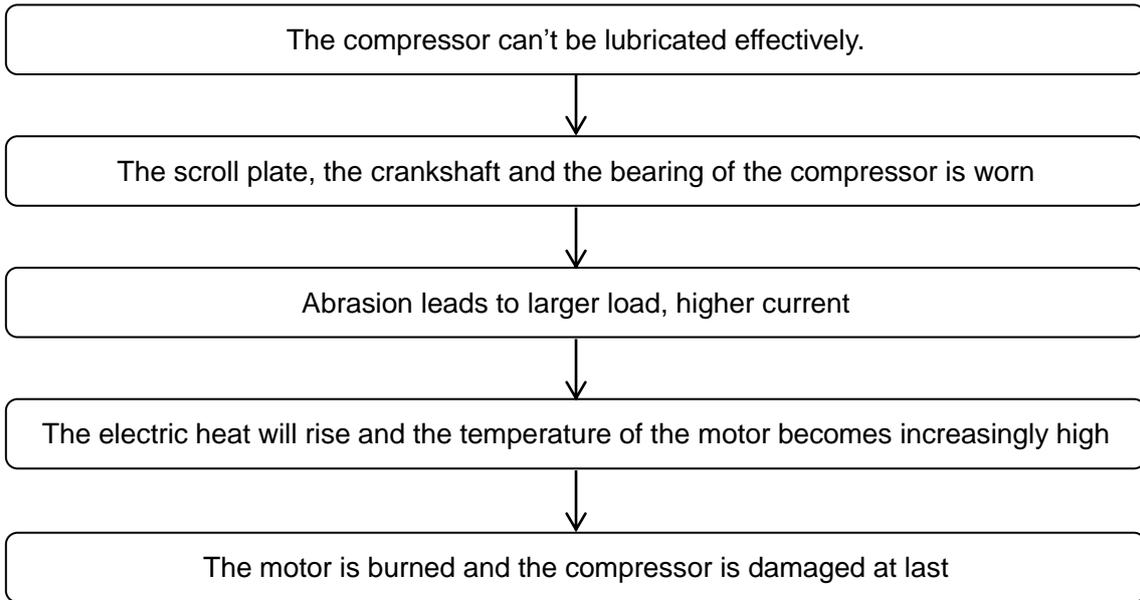 The compressor can’t be lubricated effectively.
The scroll plate, the crankshaft and the bearing of the compressor is worn
Abrasion leads to larger load, higher current
The electric heat will rise and the temperature of the motor becomes increasingly high
The motor is burned and the compressor is damaged at last